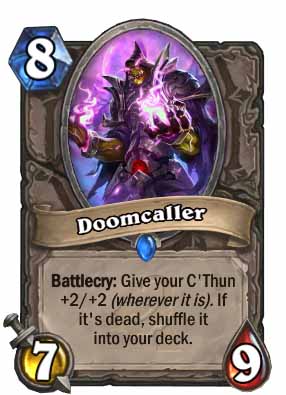 8
Doomcaller
Battlecry: Give your C'Thun
+2/+2 (wherever it is). If
it's dead, shuffle it
into your deck.
7
9